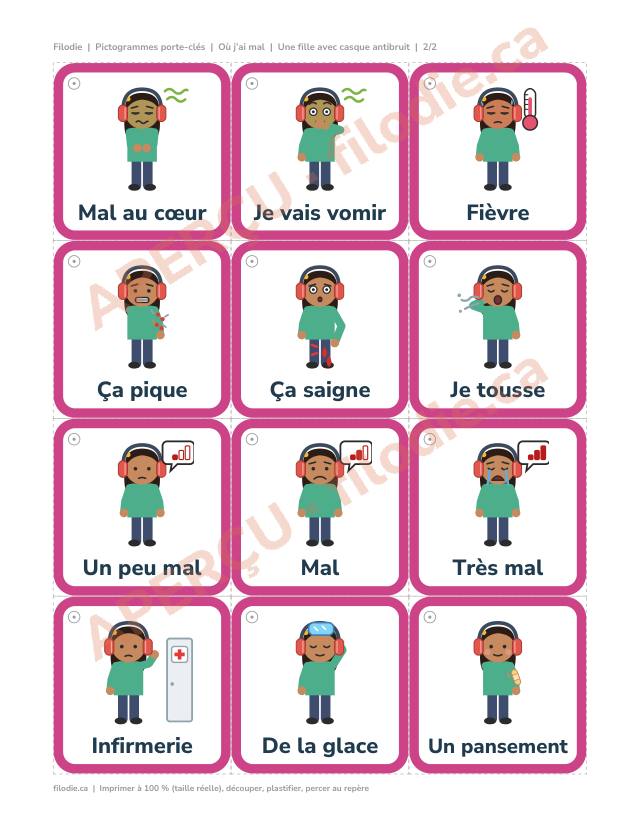 Filodie | Pictogrammes porte-clés | Où j'ai mal | Une fille avec casque antibruit | 2/2
Mal au cœur
Je vais vomir
Fièvre
Ça pique
Ça saigne
Je tousse
Un peu mal
Mal
Très mal
Infirmerie
De la glace
Un pansement
APERÇU · filodie.ca
APERÇU · filodie.ca
filodie.ca | Imprimer à 100 % (taille réelle), découper, plastifier, percer au repère